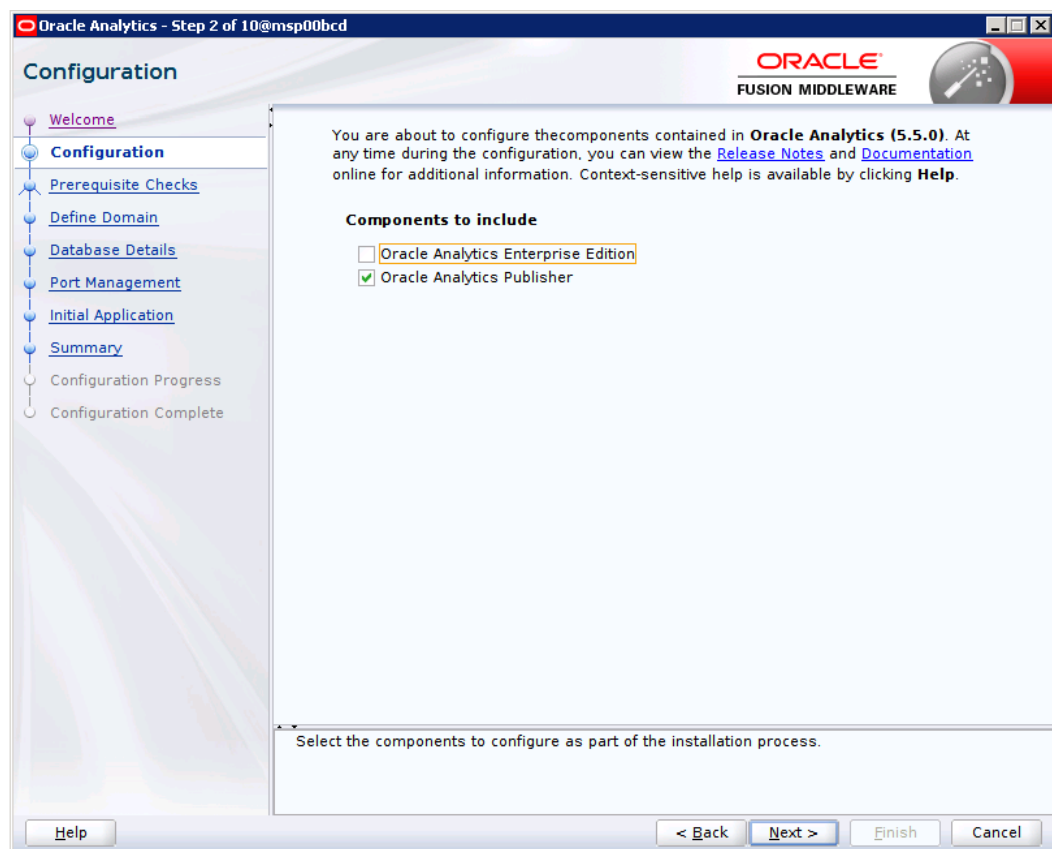 Oracle Analytics - Step 2 of 10@msp00bcd
Configuration
ORACLE
FUSION MIDDLEWARE
Welcome
Configuration
Prerequisite Checks
Define Domain
Database Details
Port Management
Initial Application
Summary
Configuration Progress
Configuration Complete
You are about to configure thecomponents contained in Oracle Analytics (5.5.0). At
any time during the configuration, you can view the Release Notes and Documentation
online for additional information. Context-sensitive help is available by clicking Help.
Components to include
Oracle Analytics Enterprise Edition
Oracle Analytics Publisher
Select the components to configure as part of the installation process.
Help
< Back
Next >
Finish
Cancel